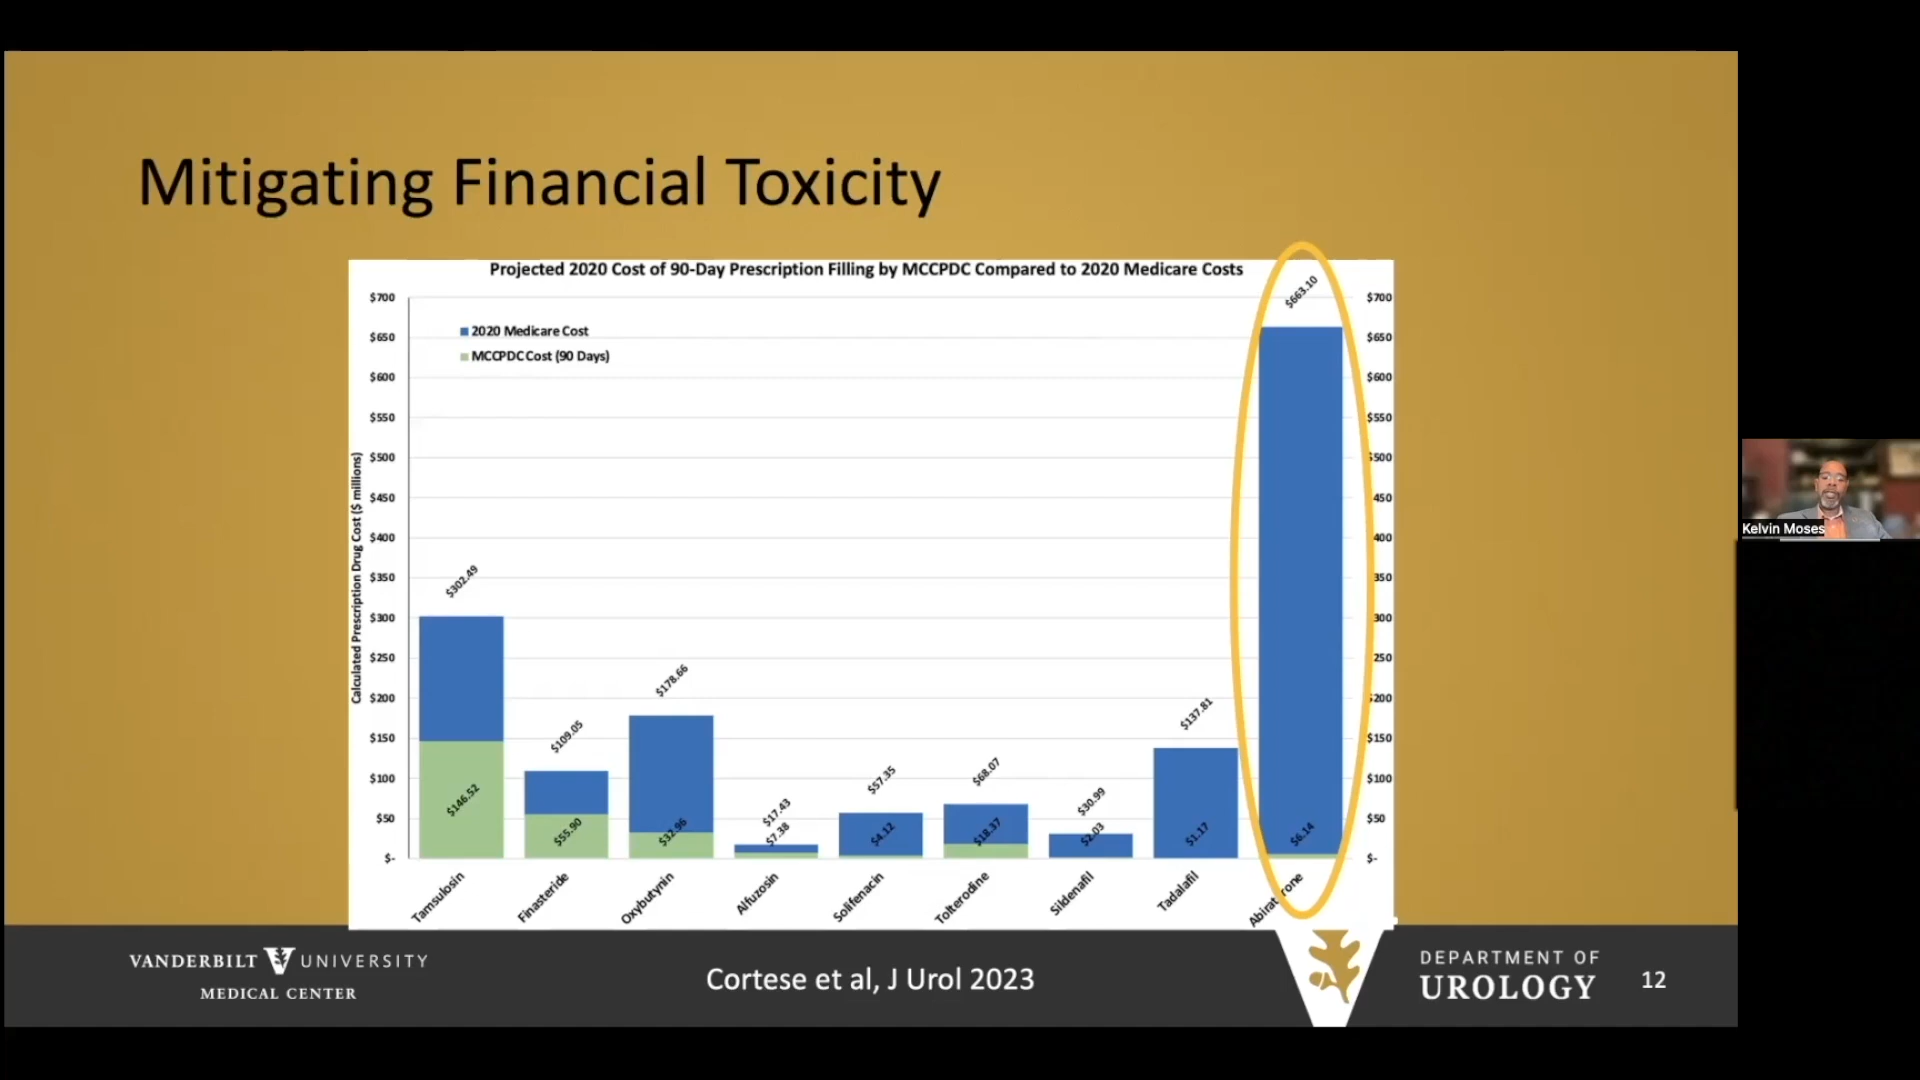 Mitigating Financial Toxicity
Projected 2020 Cost of 90-Day Prescription Filling by MCCPDC Compared to 2020 Medicare Costs
Calculated Prescription Drug Cost ($ millions)
$700
$650
$600
$550
$500
$450
$400
$350
$300
$250
$200
$150
$100
$50
$-
2020 Medicare Cost
MCCPDC Cost (90 Days)
$302.49
$146.52
$109.05
$55.90
$178.66
$32.96
$17.43
$7.38
$57.35
$4.12
$68.07
$18.37
$30.99
$2.03
$137.81
$1.17
$663.10
$6.14
$700
$650
$600
$550
$500
450
400
350
300
250
$200
$150
$100
$50
$-
Tamsulosin
Finasteride
Oxybutynin
Alfuzosin
Solifenacin
Tolterodine
Sildenafil
Tadalafil
Abiraterone
Kelvin Moses
VANDERBILT V UNIVERSITY
MEDICAL CENTER
Cortese et al, J Urol 2023
DEPARTMENT OF
UROLOGY
12